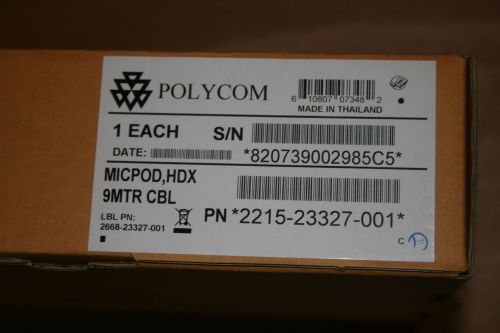 POLYCOM
6 10807 07348 2
MADE IN THAILAND
1 EACH S/N
DATE: *820739002985C5*
MICPOD,HDX
9MTR CBL
LBL PN:
2668-23327-001
PN *2215-23327-001*
C